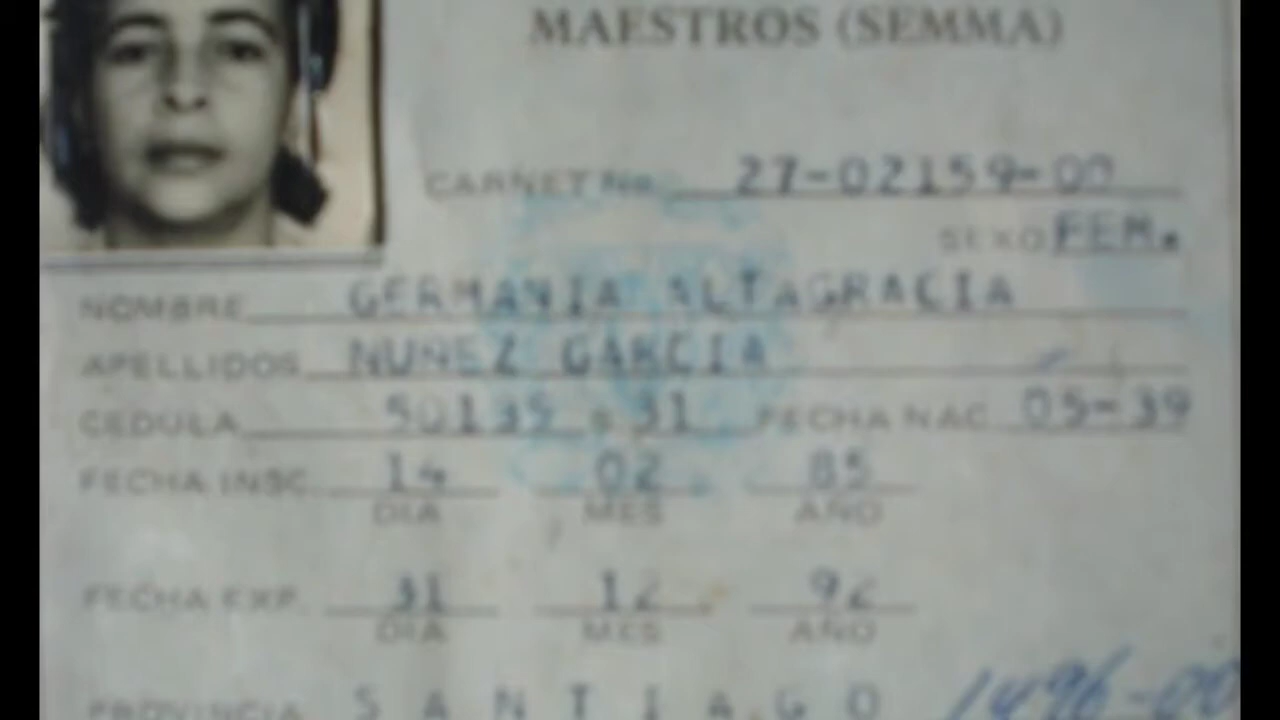 MAESTROS (SEMMA)
CARNET No. 27-02159-00
SEXO FEM.
NOMBRE GERMANIA ALTAGRACIA
APELLIDOS NUÑEZ GARCIA
CEDULA 50135 31 FECHA NAC. 05-39
FECHA INSC. 14 02 85
DIA MES AÑO
FECHA EXP. 31 12 92
DIA MES AÑO
PROVINCIA SANTIAGO
1496-00